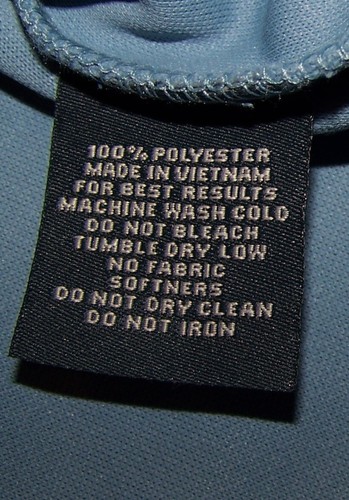 100% POLYESTER
MADE IN VIETNAM
FOR BEST RESULTS
MACHINE WASH COLD
DO NOT BLEACH
TUMBLE DRY LOW
NO FABRIC
SOFTNERS
DO NOT DRY CLEAN
DO NOT IRON